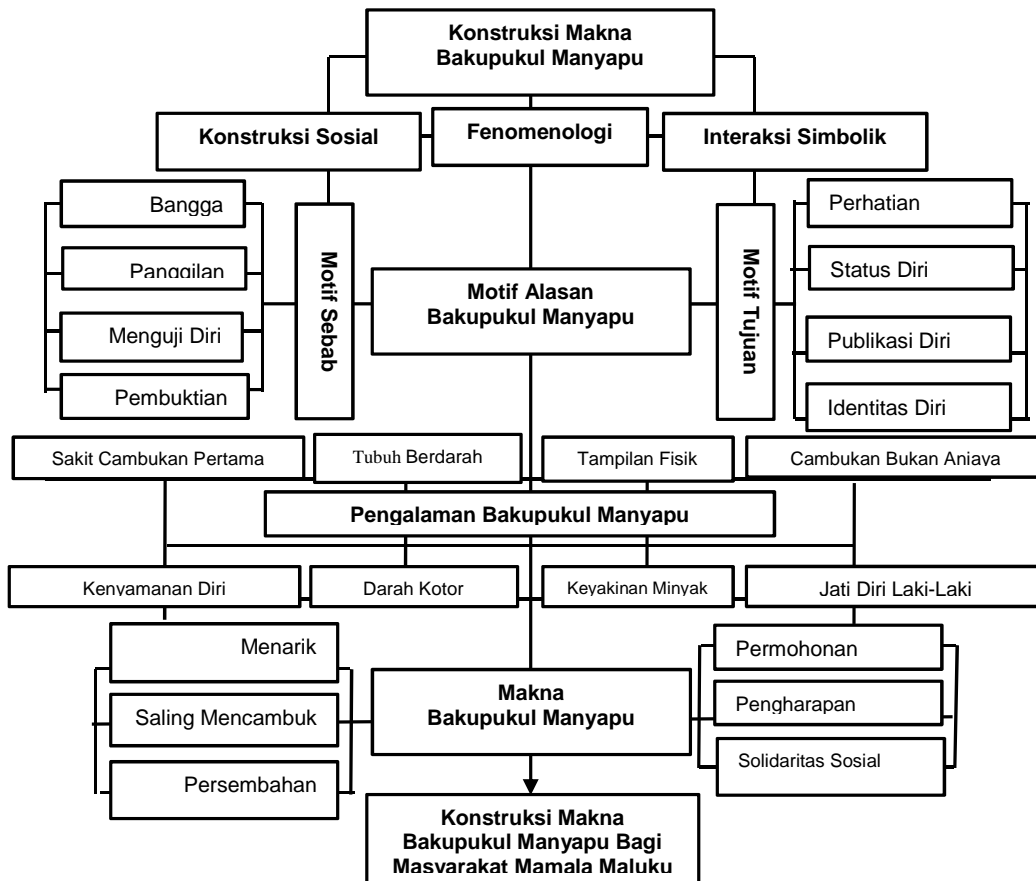 Konstruksi Makna
Bakupukul Manyapu
Konstruksi Sosial
Fenomenologi
Interaksi Simbolik
Bangga
Panggilan
Menguji Diri
Pembuktian
Motif Sebab
Motif Alasan
Bakupukul Manyapu
Motif Tujuan
Perhatian
Status Diri
Publikasi Diri
Identitas Diri
Sakit Cambukan Pertama
Tubuh Berdarah
Tampilan Fisik
Cambukan Bukan Aniaya
Pengalaman Bakupukul Manyapu
Kenyamanan Diri
Darah Kotor
Keyakinan Minyak
Jati Diri Laki-Laki
Menarik
Saling Mencambuk
Persembahan
Makna
Bakupukul Manyapu
Permohonan
Pengharapan
Solidaritas Sosial
Konstruksi Makna
Bakupukul Manyapu Bagi
Masyarakat Mamala Maluku